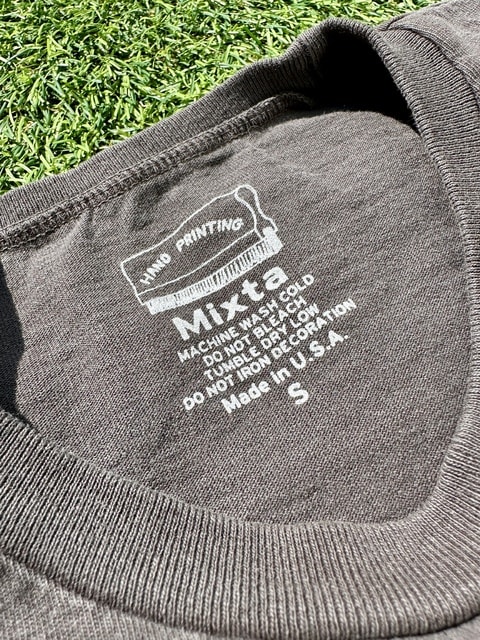 HAND PRINTING
Mixta
MACHINE WASH COLD
DO NOT BLEACH
TUMBLE DRY LOW
DO NOT IRON DECORATION
Made in U.S.A.
S